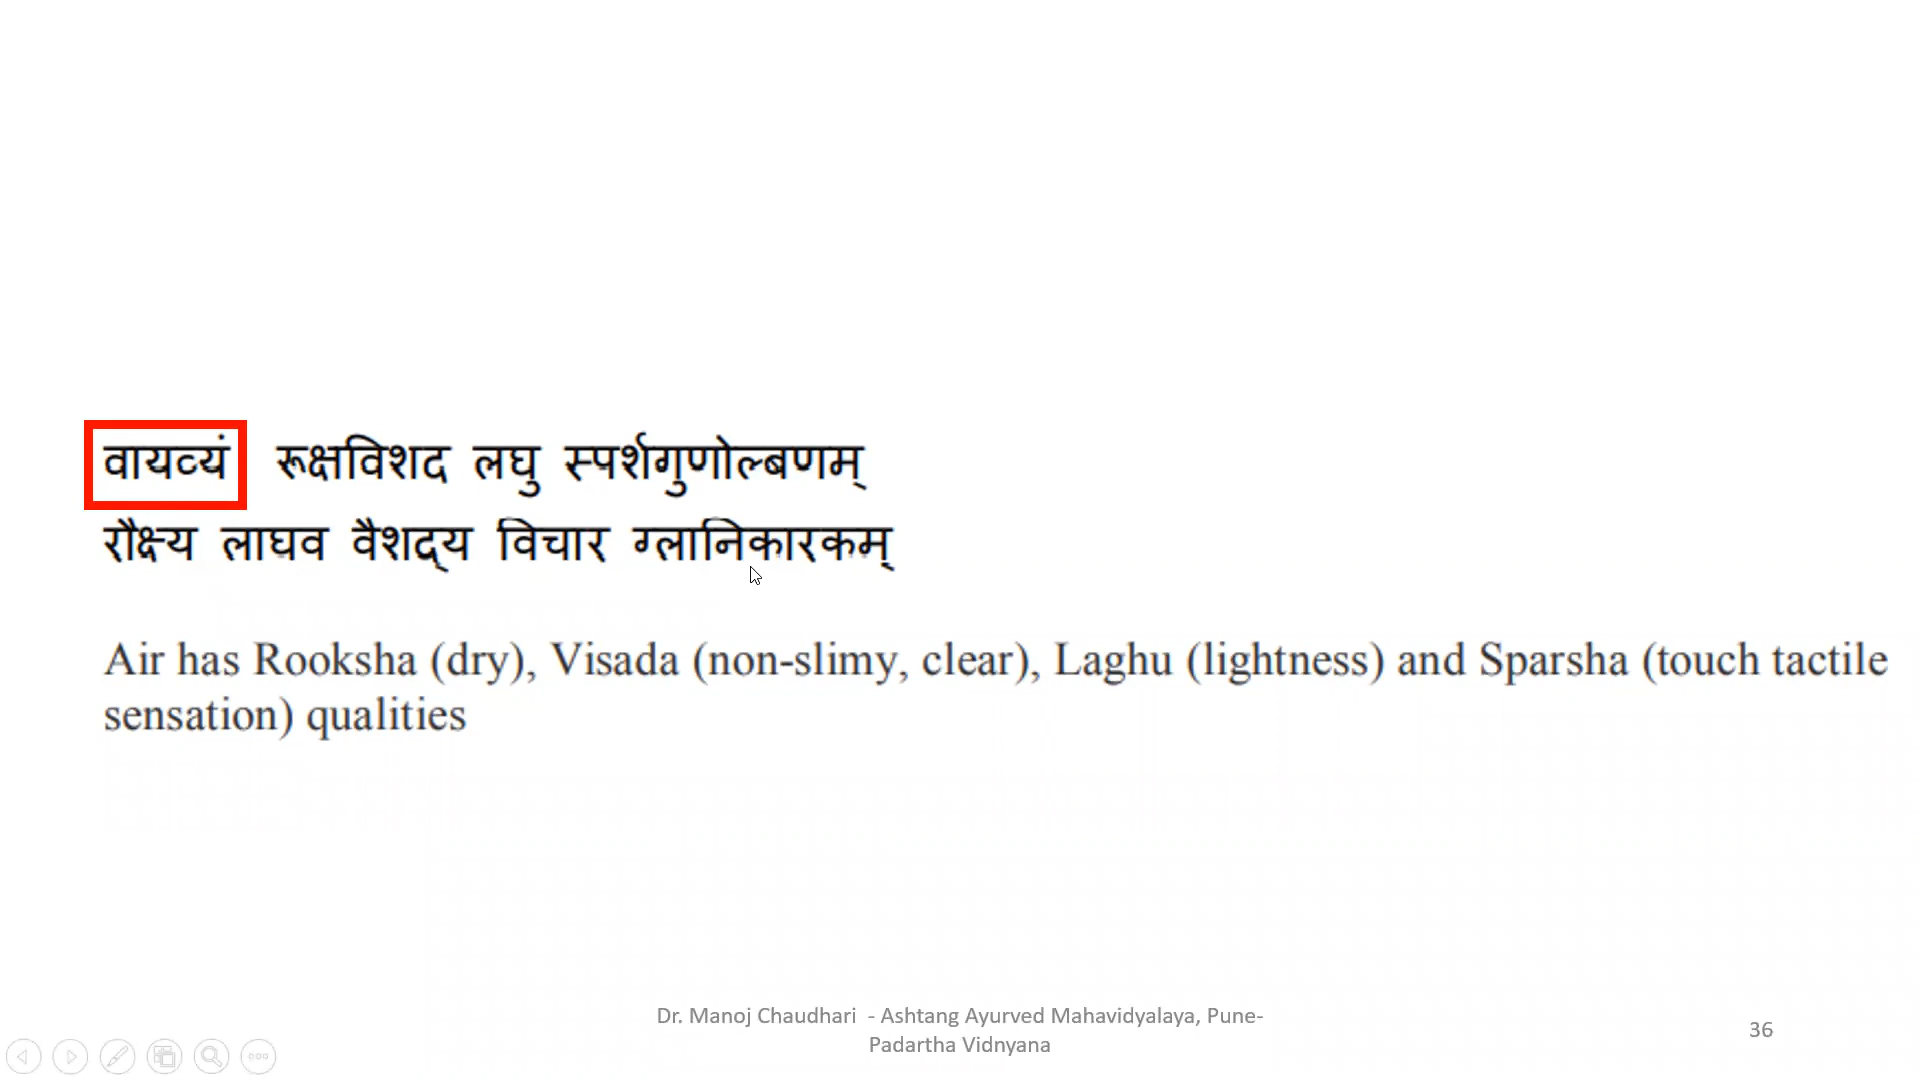 वायव्यं रूक्षविशद लघु स्पर्शगुणोल्बणम्
रौक्ष्य लाघव वैशद्य विचार ग्लानिकारकम्
Air has Rooksha (dry), Visada (non-slimy, clear), Laghu (lightness) and Sparsha (touch tactile
sensation) qualities
Dr. Manoj Chaudhari - Ashtang Ayurved Mahavidyalaya, Pune-
Padartha Vidnyana
36